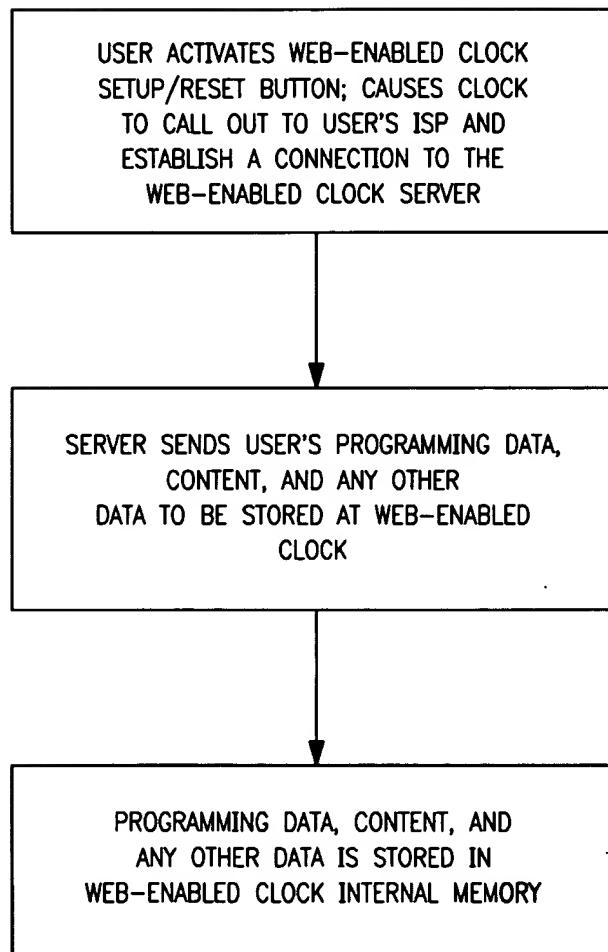 USER ACTIVATES WEB-ENABLED CLOCK
SETUP/RESET BUTTON; CAUSES CLOCK
TO CALL OUT TO USER'S ISP AND
ESTABLISH A CONNECTION TO THE
WEB-ENABLED CLOCK SERVER
SERVER SENDS USER'S PROGRAMMING DATA,
CONTENT, AND ANY OTHER
DATA TO BE STORED AT WEB-ENABLED
CLOCK
PROGRAMMING DATA, CONTENT, AND
ANY OTHER DATA IS STORED IN
WEB-ENABLED CLOCK INTERNAL MEMORY